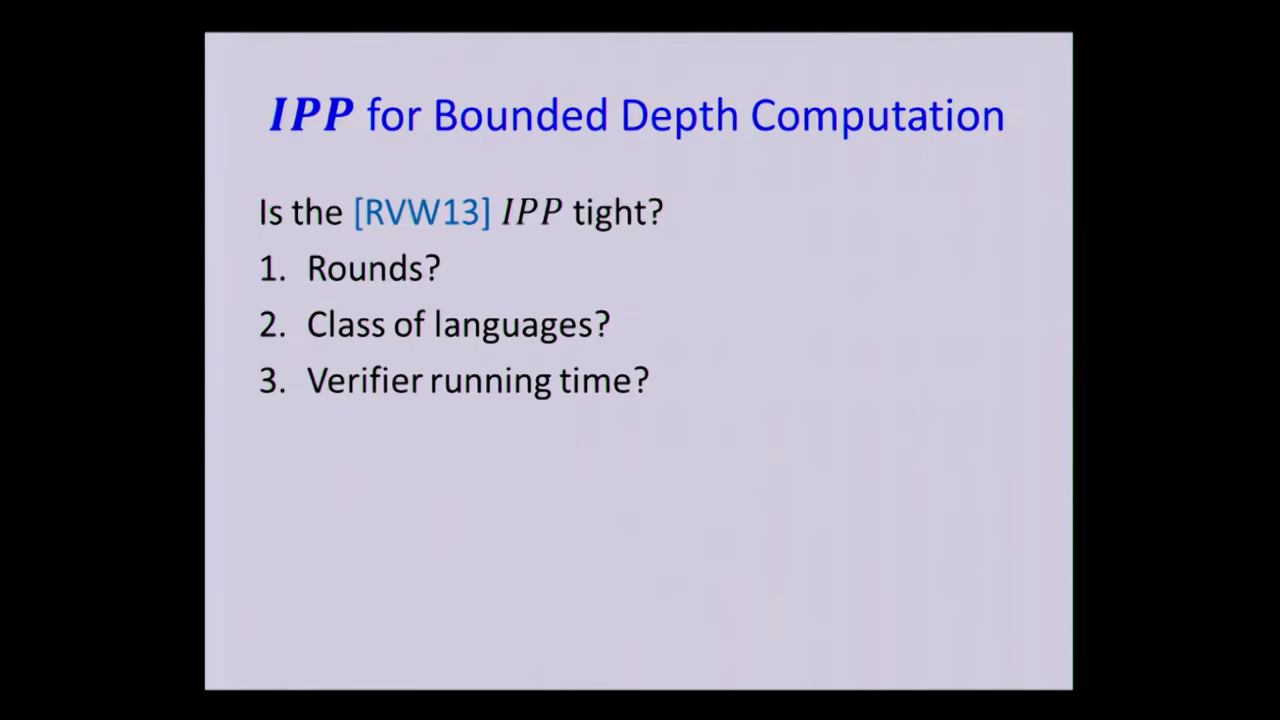 IPP for Bounded Depth Computation
Is the [RVW13] IPP tight?
1. Rounds?
2. Class of languages?
3. Verifier running time?